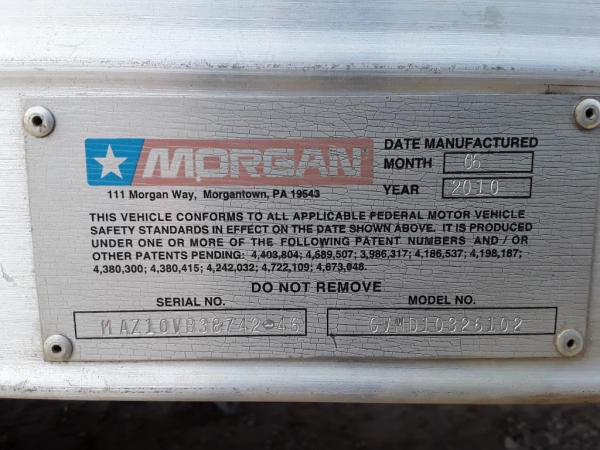 MORGAN
111 Morgan Way, Morgantown, PA 19543
DATE MANUFACTURED
MONTH 06
YEAR 2010
THIS VEHICLE CONFORMS TO ALL APPLICABLE FEDERAL MOTOR VEHICLE
SAFETY STANDARDS IN EFFECT ON THE DATE SHOWN ABOVE. IT IS PRODUCED
UNDER ONE OR MORE OF THE FOLLOWING PATENT NUMBERS AND / OR
OTHER PATENTS PENDING: 4,403,804; 4,589,507; 3,986,317; 4,186,537; 4,198,187;
4,380,300; 4,380,415; 4,242,032; 4,722,109; 4,673,048.
DO NOT REMOVE
SERIAL NO.
MODEL NO.